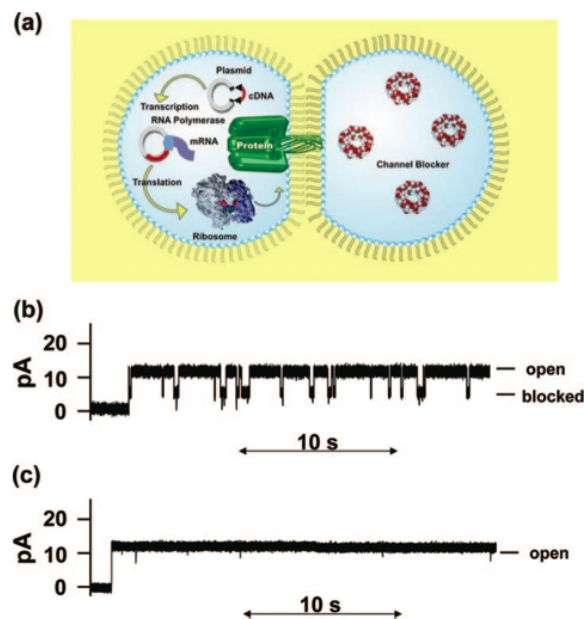 (a)
Plasmid
cDNA
Transcription
RNA Polymerase
mRNA
Protein
Translation
Ribosome
Channel Blocker
(b)
pA
20
10
0
open
blocked
10 s
(c)
pA
20
10
0
open
10 s